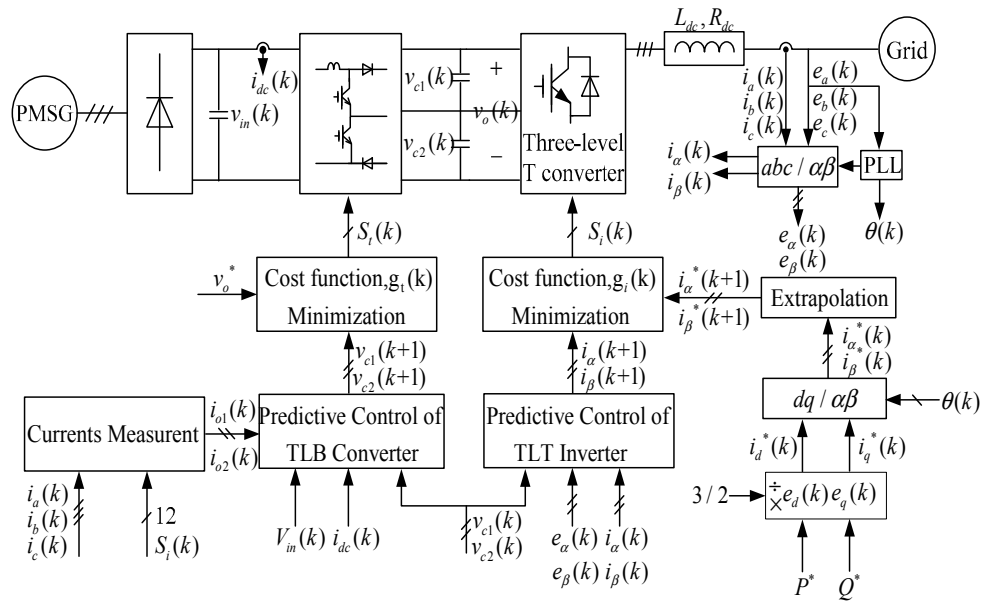 L_dc, R_dc
PMSG
i_dc(k)
v_in(k)
v_c1(k)
v_c2(k)
+
v_o(k)
−
Three-level
T converter
Grid
i_a(k)
i_b(k)
i_c(k)
e_a(k)
e_b(k)
e_c(k)
i_α(k)
i_β(k)
abc / αβ
PLL
θ(k)
e_α(k)
e_β(k)
S_t(k)
S_i(k)
v_o*
Cost function,g_t(k)
Minimization
Cost function,g_i(k)
Minimization
i_α*(k+1)
i_β*(k+1)
Extrapolation
i_α*(k)
i_β*(k)
v_c1(k+1)
v_c2(k+1)
i_α(k+1)
i_β(k+1)
dq / αβ
θ(k)
Currents Measurent
i_o1(k)
i_o2(k)
Predictive Control of
TLB Converter
Predictive Control of
TLT Inverter
i_d*(k)
i_q*(k)
3 / 2
÷
×
e_d(k) e_q(k)
i_a(k)
i_b(k)
i_c(k)
12
S_i(k)
V_in(k)
i_dc(k)
v_c1(k)
v_c2(k)
e_α(k) i_α(k)
e_β(k) i_β(k)
P*
Q*